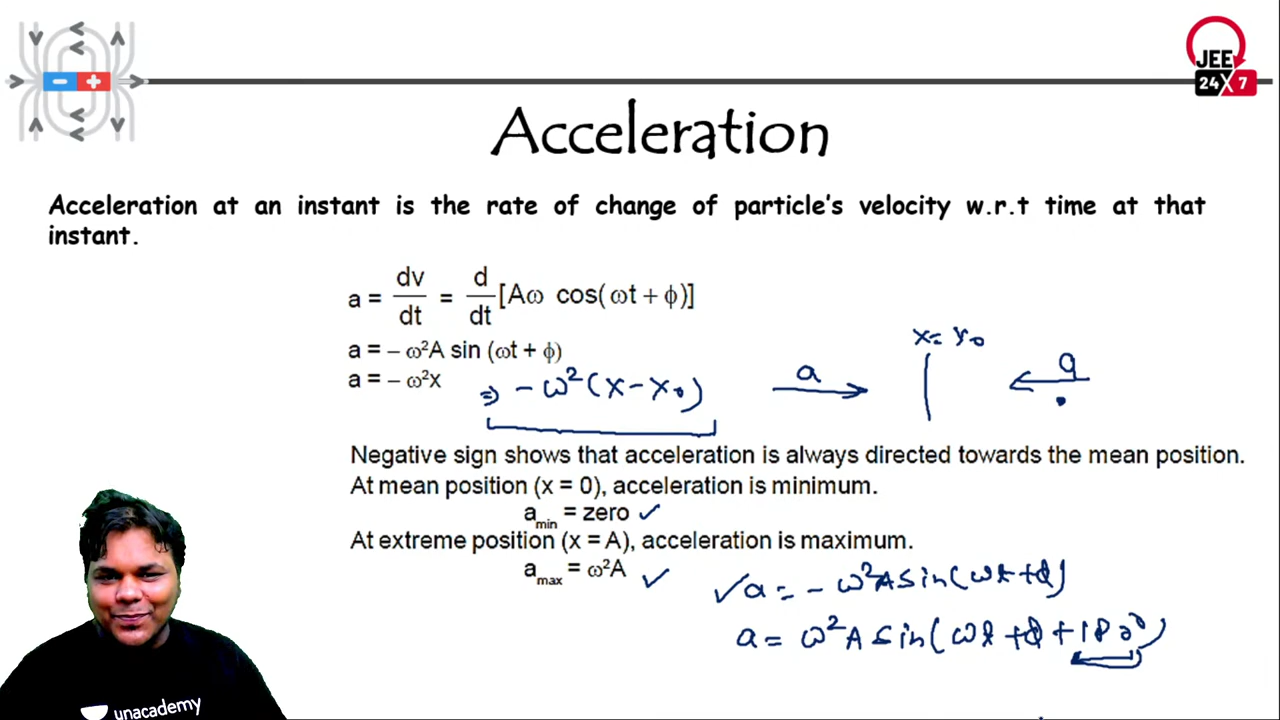 − +
JEE
24X7
Acceleration
Acceleration at an instant is the rate of change of particle's velocity w.r.t time at that
instant.
a = dv/dt = d/dt [Aω cos( ωt + ϕ)]
a = – ω²A sin (ωt + ϕ)
a = – ω²x ⇒ - ω²(x - x₀)
a
x = x₀
a
Negative sign shows that acceleration is always directed towards the mean position.
At mean position (x = 0), acceleration is minimum.
a min = zero ✓
At extreme position (x = A), acceleration is maximum.
a max = ω²A ✓
✓ a = - ω²A sin(ωt + ϕ)
a = ω²A sin(ωt + ϕ + 180°)
unacademy